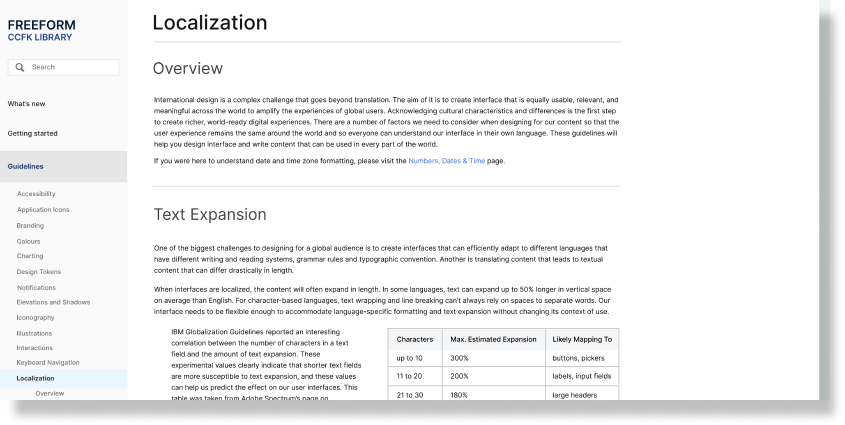 FREEFORM
CCFK LIBRARY
Search
What's new
Getting started
Guidelines
Accessibility
Application Icons
Branding
Colours
Charting
Design Tokens
Notifications
Elevations and Shadows
Iconography
Illustrations
Interactions
Keyboard Navigation
Localization
Overview
Localization
Overview
International design is a complex challenge that goes beyond translation. The aim of it is to create interface that is equally usable, relevant, and
meaningful across the world to amplify the experiences of global users. Acknowledging cultural characteristics and differences is the first step
to create richer, world-ready digital experiences. There are a number of factors we need to consider when designing for our content so that the
user experience remains the same around the world and so everyone can understand our interface in their own language. These guidelines will
help you design interface and write content that can be used in every part of the world.
If you were here to understand date and time zone formatting, please visit the Numbers, Dates & Time page.
Text Expansion
One of the biggest challenges to designing for a global audience is to create interfaces that can efficiently adapt to different languages that
have different writing and reading systems, grammar rules and typographic convention. Another is translating content that leads to textual
content that can differ drastically in length.
When interfaces are localized, the content will often expand in length. In some languages, text can expand up to 50% longer in vertical space
on average than English. For character-based languages, text wrapping and line breaking can't always rely on spaces to separate words. Our
interface needs to be flexible enough to accommodate language-specific formatting and text expansion without changing its context of use.
IBM Globalization Guidelines reported an interesting
correlation between the number of characters in a text
field and the amount of text expansion. These
experimental values clearly indicate that shorter text fields
are more susceptible to text expansion, and these values
can help us predict the effect on our user interfaces. This
table was taken from Adobe Spectrum's page on
Characters Max. Estimated Expansion Likely Mapping To
up to 10 300% buttons, pickers
11 to 20 200% labels, input fields
21 to 30 180% large headers